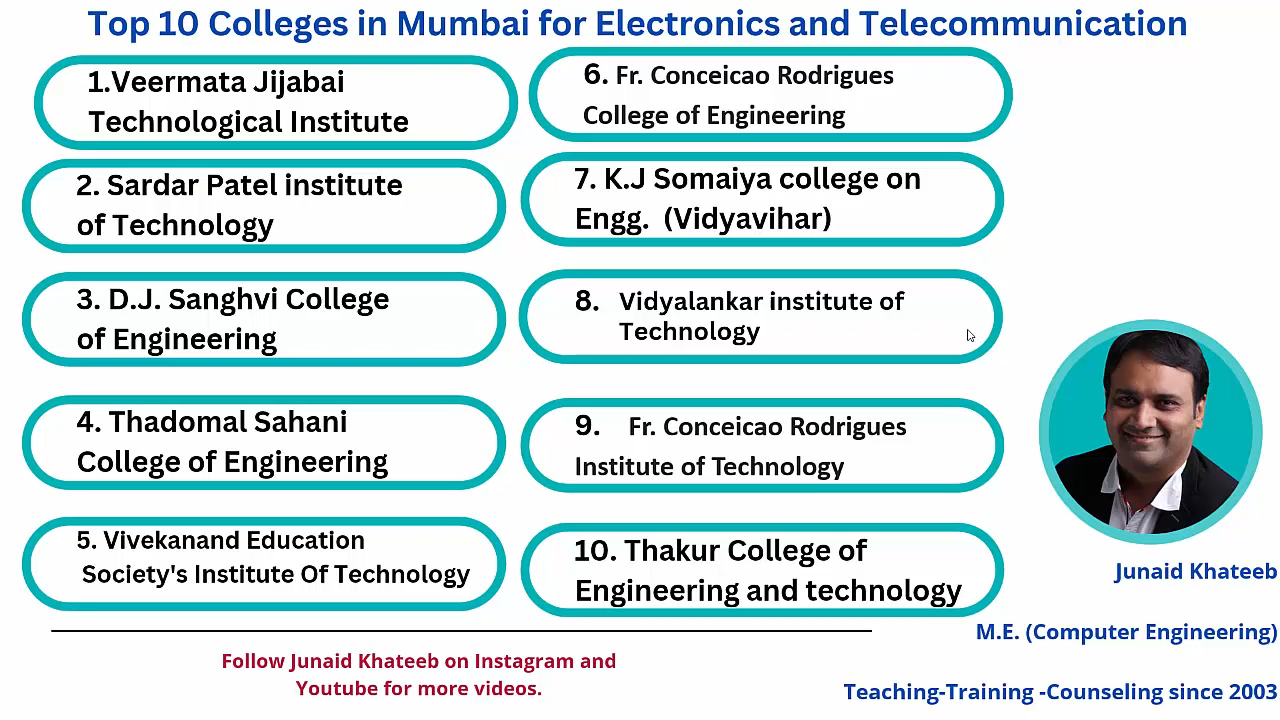 Top 10 Colleges in Mumbai for Electronics and Telecommunication
1.Veermata Jijabai
Technological Institute
2. Sardar Patel institute
of Technology
3. D.J. Sanghvi College
of Engineering
4. Thadomal Sahani
College of Engineering
5. Vivekanand Education
Society's Institute Of Technology
6. Fr. Conceicao Rodrigues
College of Engineering
7. K.J Somaiya college on
Engg. (Vidyavihar)
8. Vidyalankar institute of
Technology
9. Fr. Conceicao Rodrigues
Institute of Technology
10. Thakur College of
Engineering and technology
Junaid Khateeb
M.E. (Computer Engineering)
Teaching-Training -Counseling since 2003
Follow Junaid Khateeb on Instagram and
Youtube for more videos.